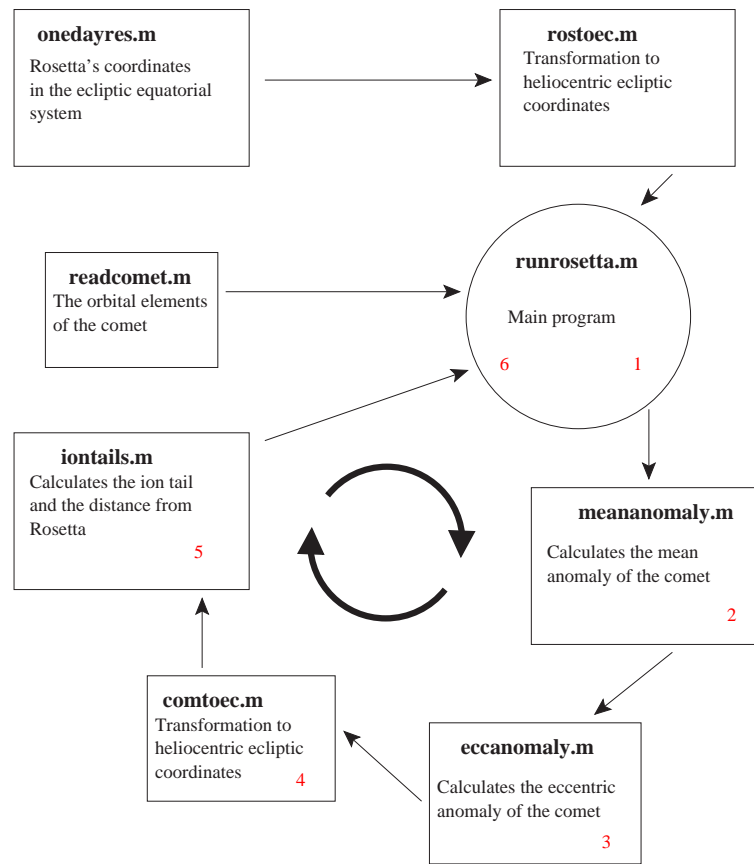 onedayres.m
Rosetta's coordinates
in the ecliptic equatorial
system
rostoec.m
Transformation to
heliocentric ecliptic
coordinates
readcomet.m
The orbital elements
of the comet
runrosetta.m
Main program
6
1
iontails.m
Calculates the ion tail
and the distance from
Rosetta
5
meananomaly.m
Calculates the mean
anomaly of the comet
2
comtoec.m
Transformation to
heliocentric ecliptic
coordinates
4
eccanomaly.m
Calculates the eccentric
anomaly of the comet
3